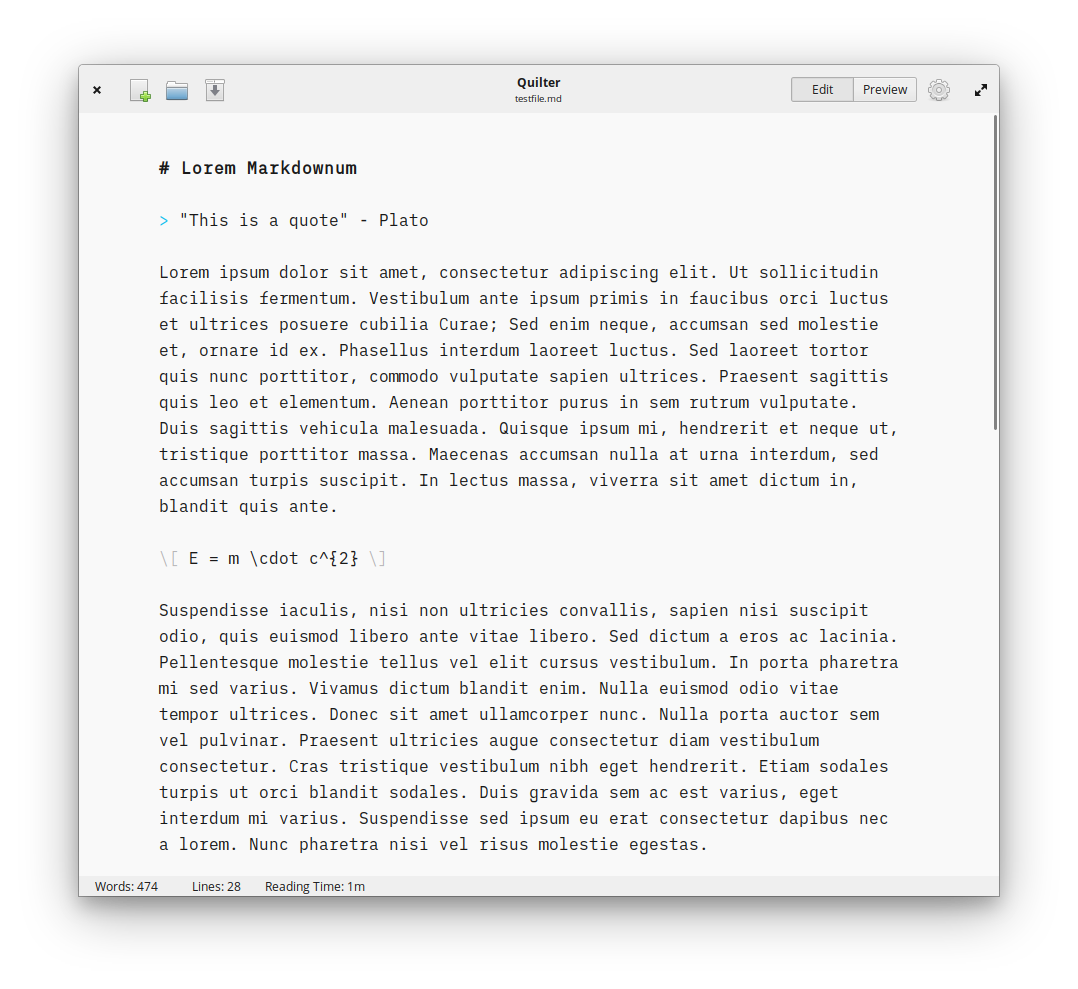 Quilter
testfile.md
Edit Preview
# Lorem Markdownum
> "This is a quote" - Plato
Lorem ipsum dolor sit amet, consectetur adipiscing elit. Ut sollicitudin
facilisis fermentum. Vestibulum ante ipsum primis in faucibus orci luctus
et ultrices posuere cubilia Curae; Sed enim neque, accumsan sed molestie
et, ornare id ex. Phasellus interdum laoreet luctus. Sed laoreet tortor
quis nunc porttitor, commodo vulputate sapien ultrices. Praesent sagittis
quis leo et elementum. Aenean porttitor purus in sem rutrum vulputate.
Duis sagittis vehicula malesuada. Quisque ipsum mi, hendrerit et neque ut,
tristique porttitor massa. Maecenas accumsan nulla at urna interdum, sed
accumsan turpis suscipit. In lectus massa, viverra sit amet dictum in,
blandit quis ante.
\[ E = m \cdot c^{2} \]
Suspendisse iaculis, nisi non ultricies convallis, sapien nisi suscipit
odio, quis euismod libero ante vitae libero. Sed dictum a eros ac lacinia.
Pellentesque molestie tellus vel elit cursus vestibulum. In porta pharetra
mi sed varius. Vivamus dictum blandit enim. Nulla euismod odio vitae
tempor ultrices. Donec sit amet ullamcorper nunc. Nulla porta auctor sem
vel pulvinar. Praesent ultricies augue consectetur diam vestibulum
consectetur. Cras tristique vestibulum nibh eget hendrerit. Etiam sodales
turpis ut orci blandit sodales. Duis gravida sem ac est varius, eget
interdum mi varius. Suspendisse sed ipsum eu erat consectetur dapibus nec
a lorem. Nunc pharetra nisi vel risus molestie egestas.
Words: 474 Lines: 28 Reading Time: 1m